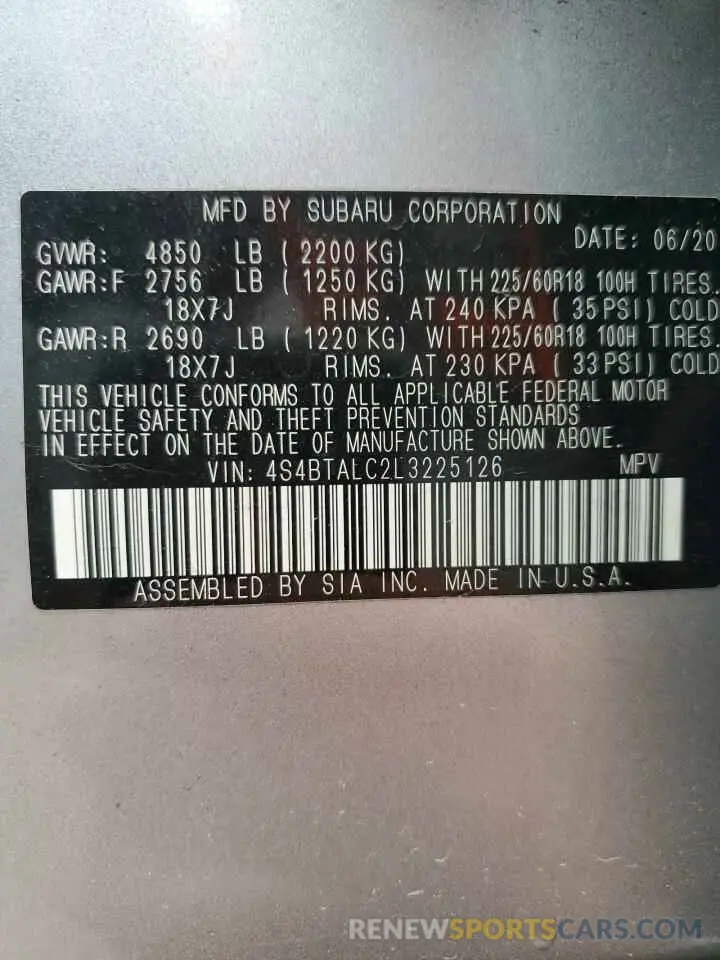 MFD BY SUBARU CORPORATION
DATE: 06/20
GVWR: 4850 LB ( 2200 KG)
GAWR:F 2756 LB ( 1250 KG) WITH 225/60R18 100H TIRES.
18X7J RIMS. AT 240 KPA ( 35 PSI) COLD
GAWR:R 2690 LB ( 1220 KG) WITH 225/60R18 100H TIRES.
18X7J RIMS. AT 230 KPA ( 33 PSI) COLD
THIS VEHICLE CONFORMS TO ALL APPLICABLE FEDERAL MOTOR
VEHICLE SAFETY AND THEFT PREVENTION STANDARDS
IN EFFECT ON THE DATE OF MANUFACTURE SHOWN ABOVE.
VIN: 4S4BTALC2L3225126 MPV
ASSEMBLED BY SIA INC. MADE IN U.S.A.
RENEWSPORTSCARS.COM